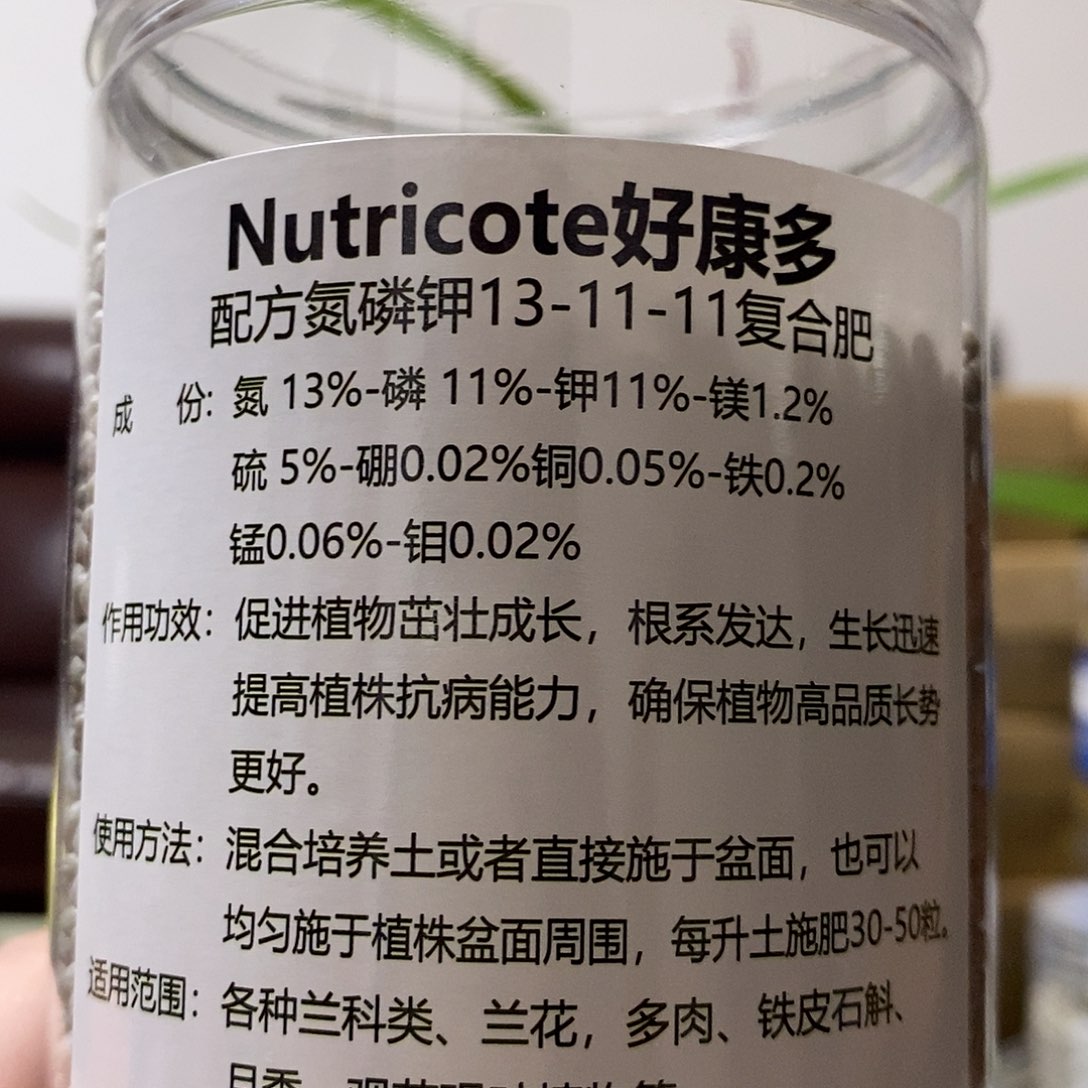 Nutricote好康多
配方氮磷钾13-11-11复合肥
成 份: 氮 13%-磷 11%-钾11%-镁1.2%
硫 5%-硼0.02%铜0.05%-铁0.2%
锰0.06%-钼0.02%
作用功效：促进植物茁壮成长，根系发达，生长迅速
提高植株抗病能力，确保植物高品质长势
更好。
使用方法：混合培养土或者直接施于盆面，也可以
均匀施于植株盆面周围，每升土施肥30-50粒。
适用范围：各种兰科类、兰花，多肉、铁皮石斛、